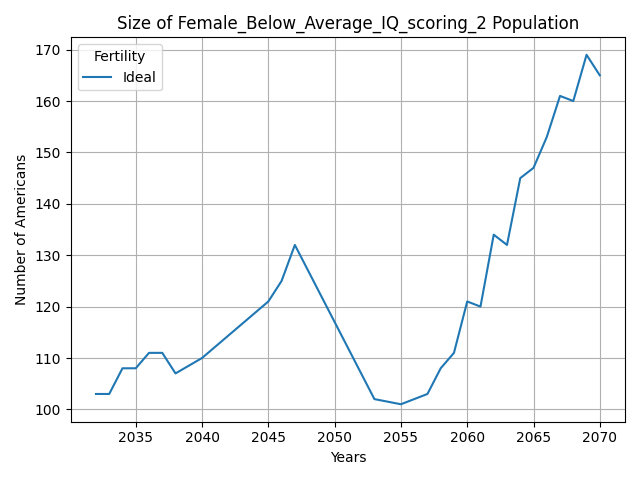 Size of Female_Below_Average_IQ_scoring_2 Population
Fertility
Ideal
Number of Americans
170
160
150
140
130
120
110
100
2035 2040 2045 2050 2055 2060 2065 2070
Years